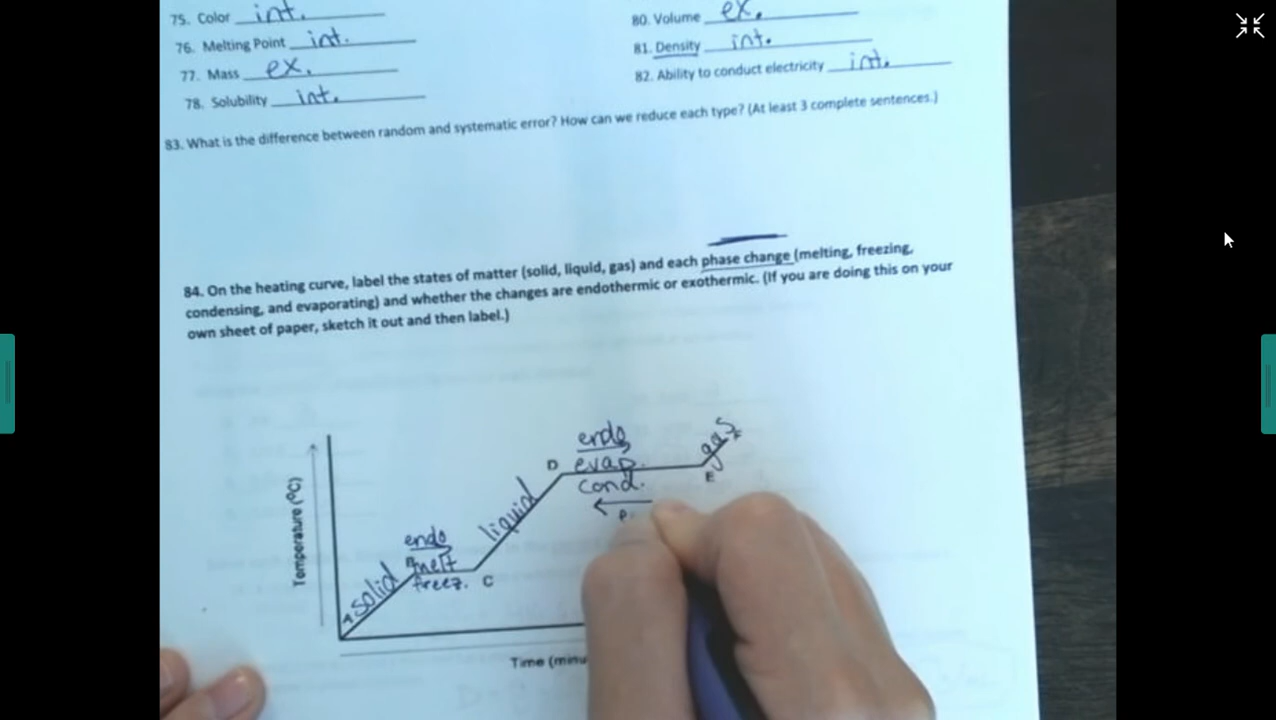 75. Color int.
76. Melting Point int.
77. Mass ex.
78. Solubility int.
80. Volume ex.
81. Density int.
82. Ability to conduct electricity int.
83. What is the difference between random and systematic error? How can we reduce each type? (At least 3 complete sentences.)
84. On the heating curve, label the states of matter (solid, liquid, gas) and each phase change (melting, freezing,
condensing, and evaporating) and whether the changes are endothermic or exothermic. (If you are doing this on your
own sheet of paper, sketch it out and then label.)
Temperature (°C)
A
solid
endo
B melt
freez.
C
liquid
D
endo
evap.
cond.
gas
E
Time